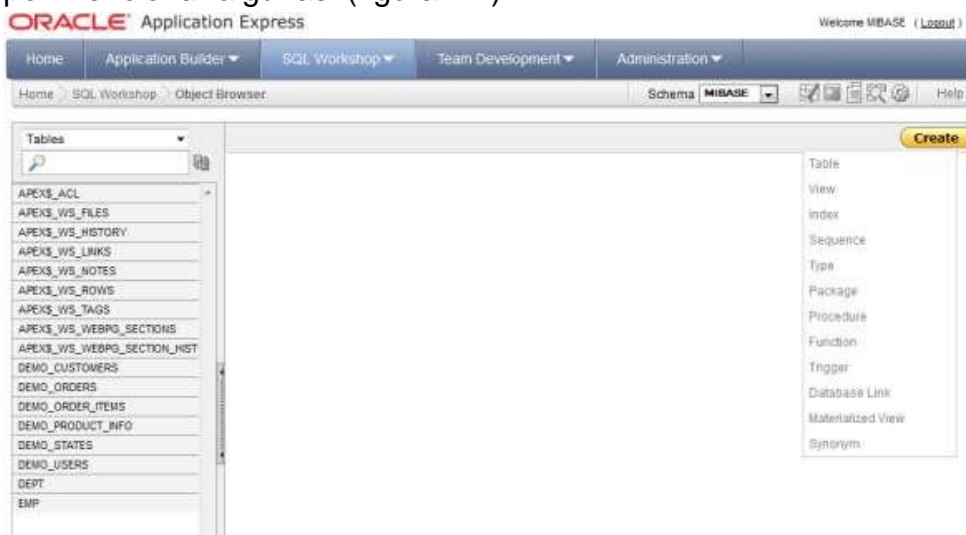 ORACLE Application Express
Welcome MIBASE ( Logout )
Home Application Builder SQL Workshop Team Development Administration
Home SQL Workshop Object Browser Schema MIBASE Help
Tables
Create
APEX$_ACL
APEX$_WS_FILES
APEX$_WS_HISTORY
APEX$_WS_LINKS
APEX$_WS_NOTES
APEX$_WS_ROWS
APEX$_WS_TAGS
APEX$_WS_WEBPG_SECTIONS
APEX$_WS_WEBPG_SECTION_HIST
DEMO_CUSTOMERS
DEMO_ORDERS
DEMO_ORDER_ITEMS
DEMO_PRODUCT_INFO
DEMO_STATES
DEMO_USERS
DEPT
EMP
Table
View
Index
Sequence
Type
Package
Procedure
Function
Trigger
Database Link
Materialized View
Synonym